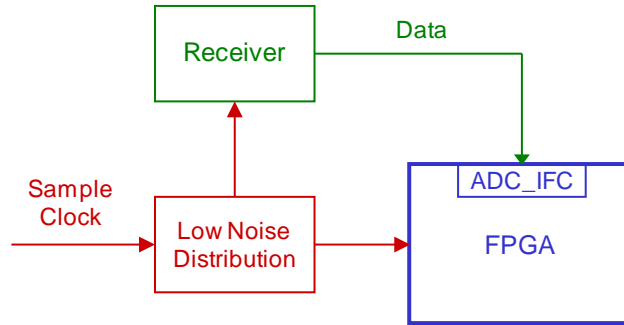 Data
Receiver
ADC_IFC
Sample
Clock
Low Noise
Distribution
FPGA